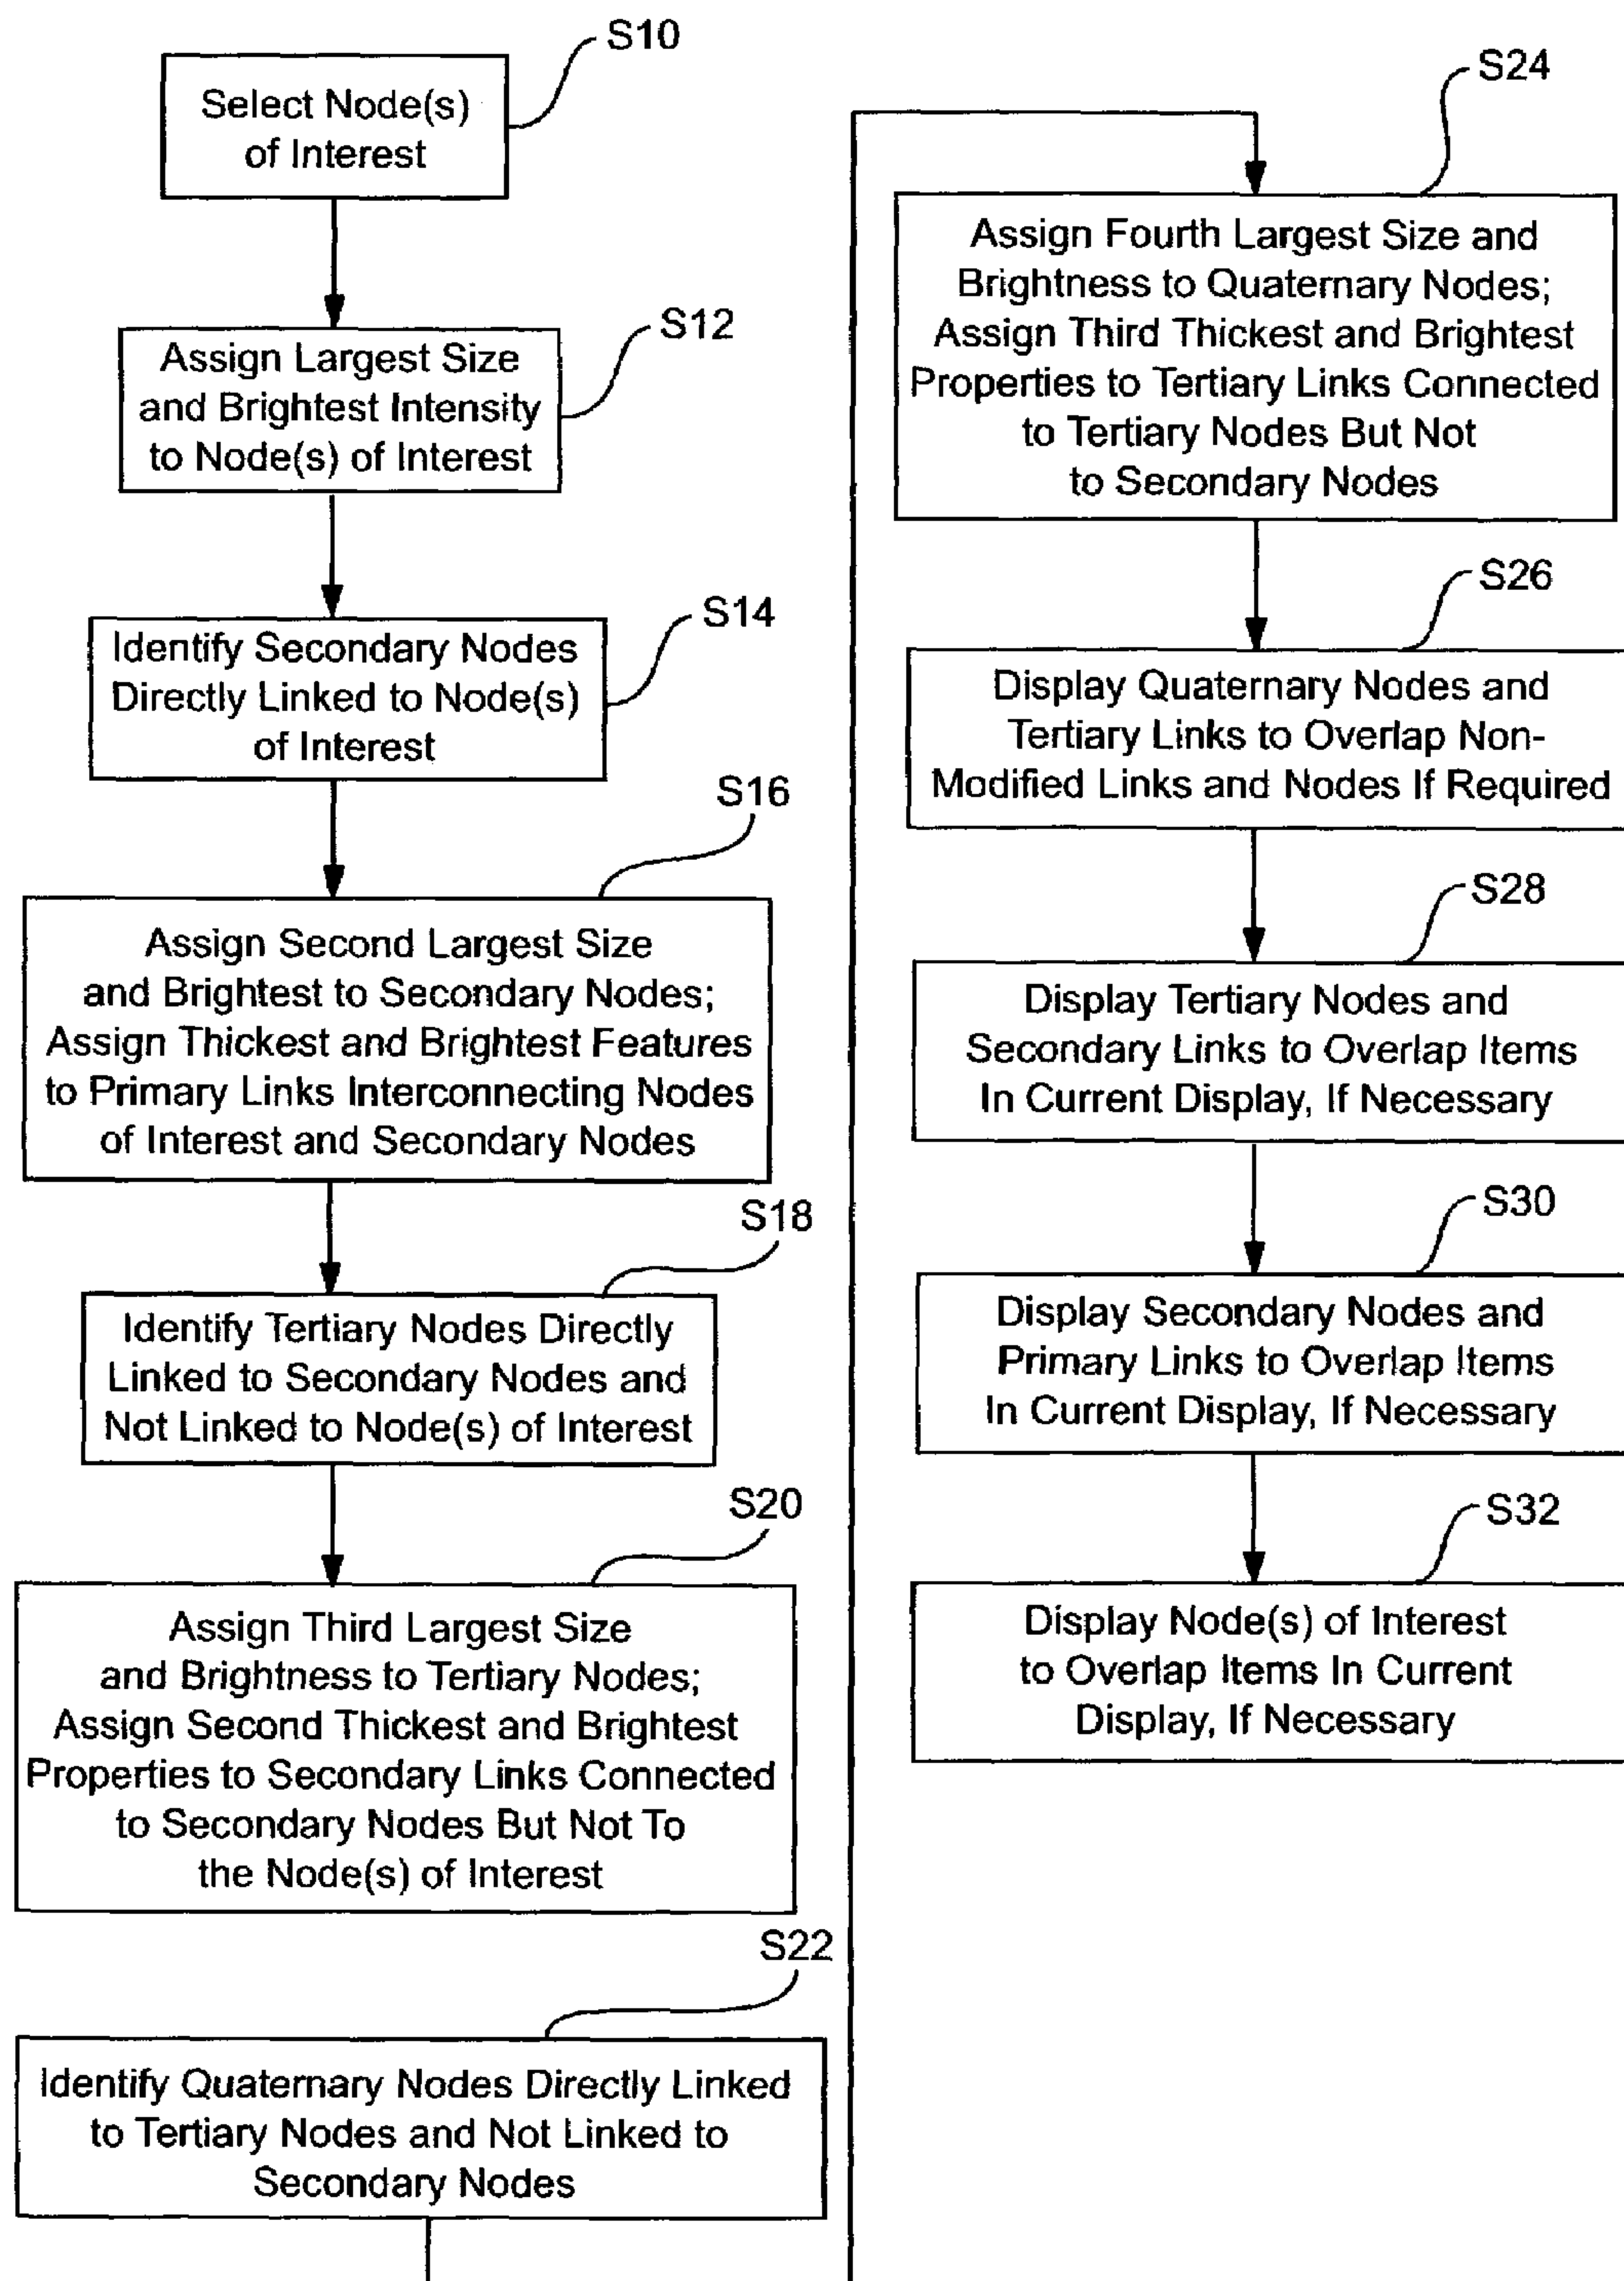 S10
Select Node(s)
of Interest
S12
Assign Largest Size
and Brightest Intensity
to Node(s) of Interest
S14
Identify Secondary Nodes
Directly Linked to Node(s)
of Interest
S16
Assign Second Largest Size
and Brightest to Secondary Nodes;
Assign Thickest and Brightest Features
to Primary Links Interconnecting Nodes
of Interest and Secondary Nodes
S18
Identify Tertiary Nodes Directly
Linked to Secondary Nodes and
Not Linked to Node(s) of Interest
S20
Assign Third Largest Size
and Brightness to Tertiary Nodes;
Assign Second Thickest and Brightest
Properties to Secondary Links Connected
to Secondary Nodes But Not To
the Node(s) of Interest
S22
Identify Quaternary Nodes Directly Linked
to Tertiary Nodes and Not Linked to
Secondary Nodes
S24
Assign Fourth Largest Size and
Brightness to Quaternary Nodes;
Assign Third Thickest and Brightest
Properties to Tertiary Links Connected
to Tertiary Nodes But Not
to Secondary Nodes
S26
Display Quaternary Nodes and
Tertiary Links to Overlap Non-
Modified Links and Nodes If Required
S28
Display Tertiary Nodes and
Secondary Links to Overlap Items
In Current Display, If Necessary
S30
Display Secondary Nodes and
Primary Links to Overlap Items
In Current Display, If Necessary
S32
Display Node(s) of Interest
to Overlap Items In Current
Display, If Necessary